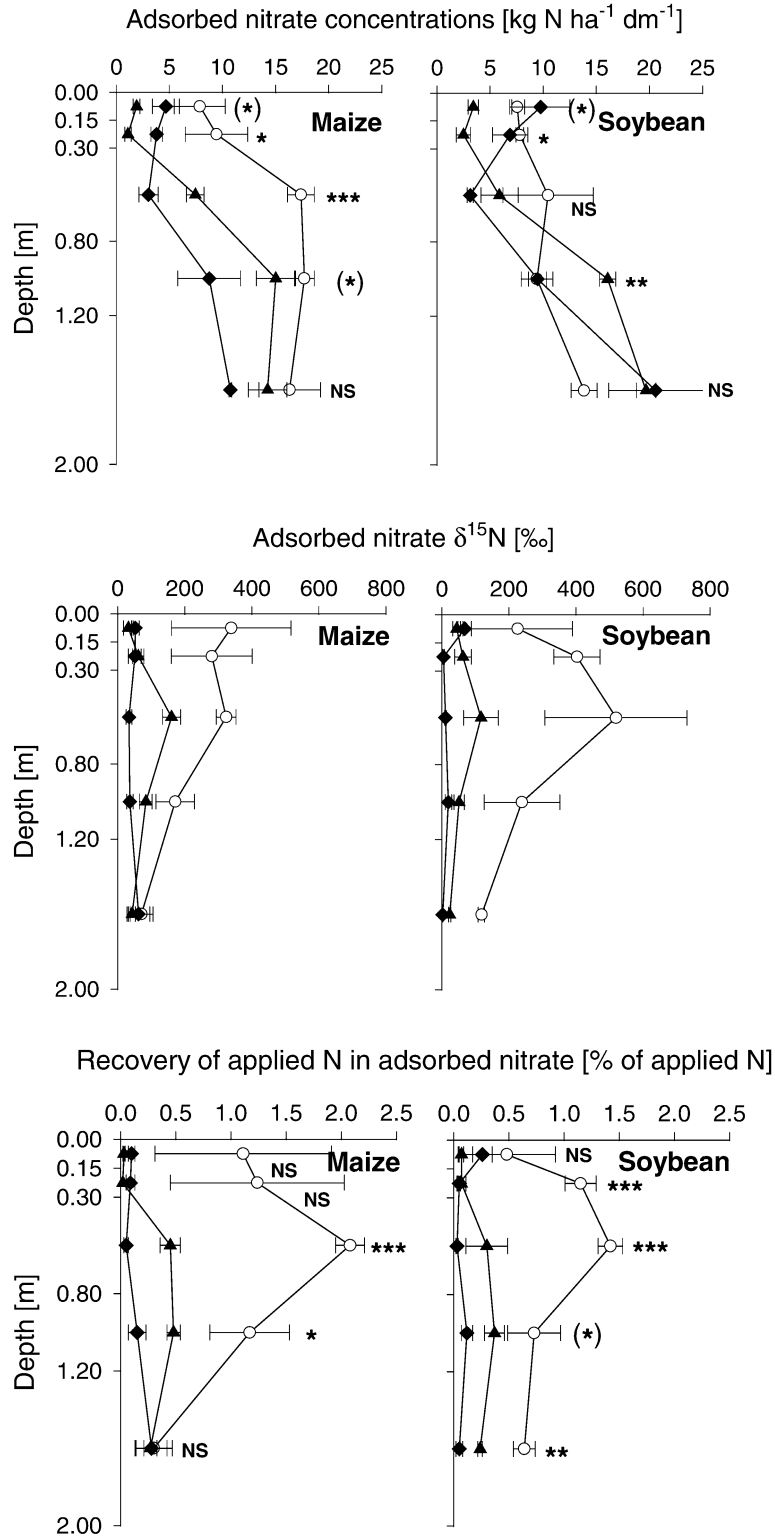 Adsorbed nitrate concentrations [kg N ha⁻¹ dm⁻¹]
0 5 10 15 20 25 0 5 10 15 20 25
0.00
(*) (*)
Maize Soybean
0.15
* *
0.30
*** NS
0.80
(*) **
Depth [m]
1.20
NS NS
2.00
Adsorbed nitrate δ¹⁵N [‰]
0 200 400 600 800 0 200 400 600 800
0.00
Maize Soybean
0.15
0.30
0.80
Depth [m]
1.20
2.00
Recovery of applied N in adsorbed nitrate [% of applied N]
0.0 0.5 1.0 1.5 2.0 2.5 0.0 0.5 1.0 1.5 2.0 2.5
0.00
NS NS
Maize Soybean
0.15
NS ***
0.30
*** ***
0.80
* (*)
Depth [m]
1.20
NS **
2.00